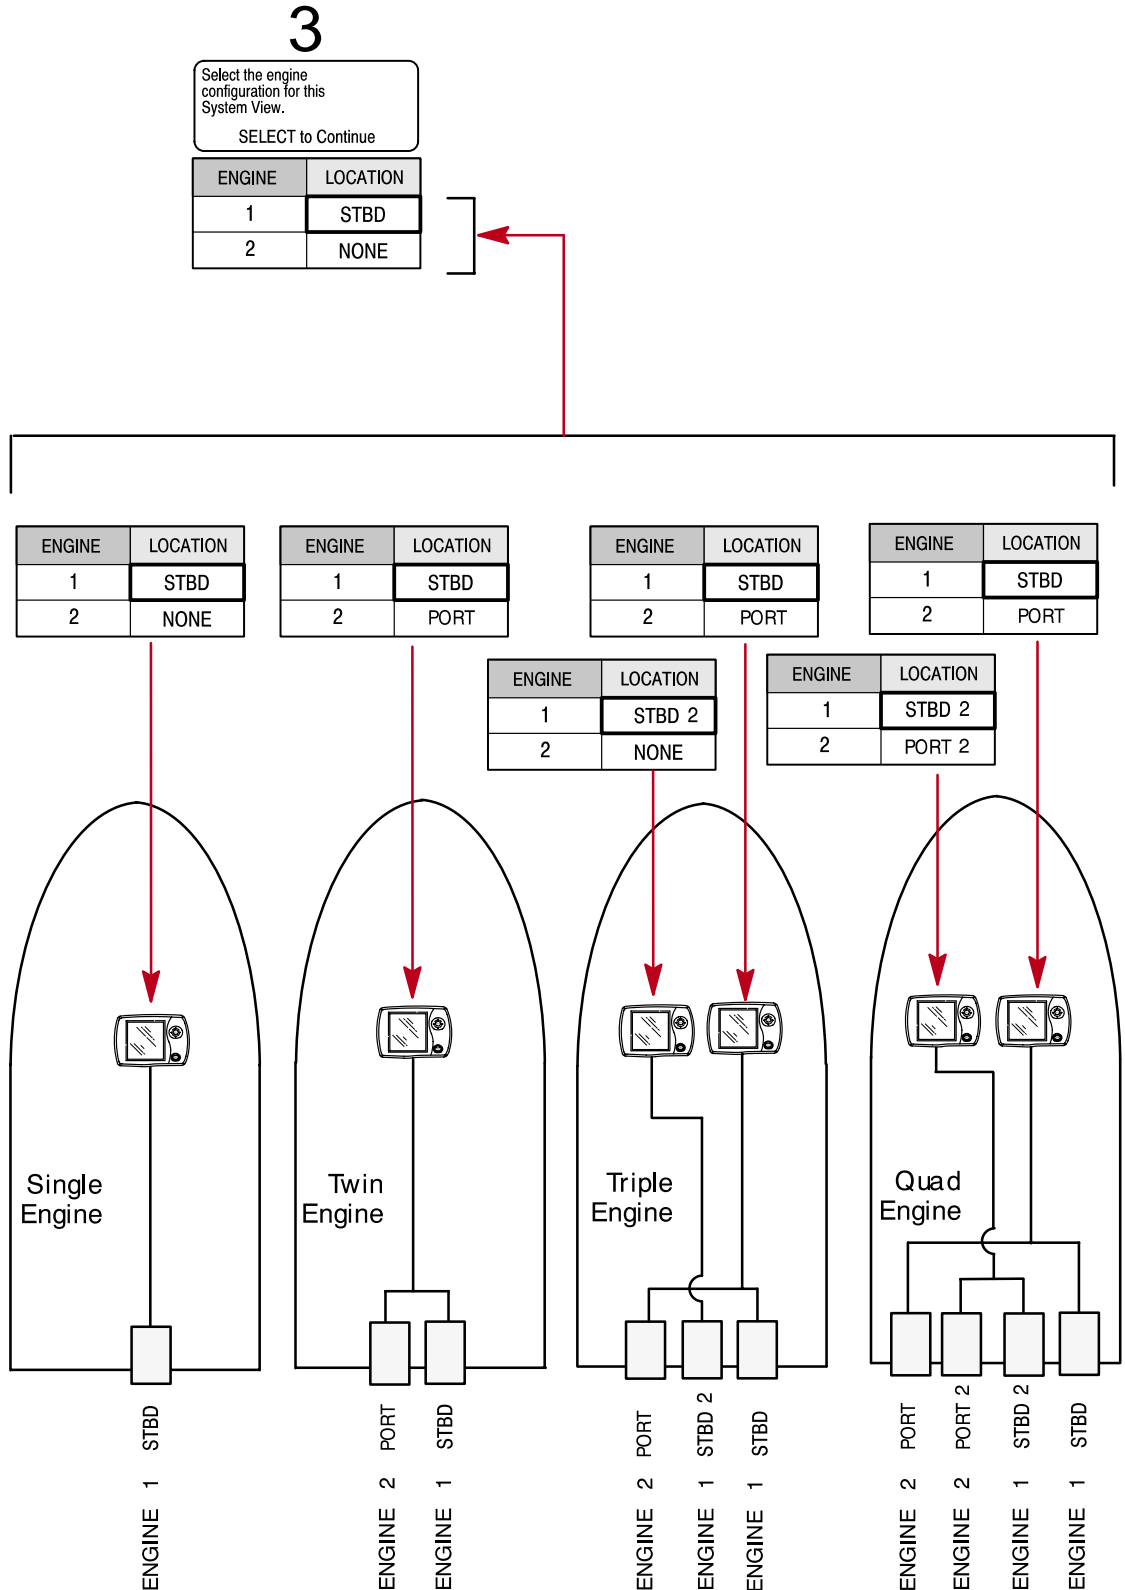 3
Select the engine
configuration for this
System View.
SELECT to Continue
ENGINE LOCATION
1 STBD
2 NONE
ENGINE LOCATION
1 STBD
2 NONE
ENGINE LOCATION
1 STBD
2 PORT
ENGINE LOCATION
1 STBD
2 PORT
ENGINE LOCATION
1 STBD
2 PORT
ENGINE LOCATION
1 STBD 2
2 NONE
ENGINE LOCATION
1 STBD 2
2 PORT 2
Single
Engine
Twin
Engine
Triple
Engine
Quad
Engine
ENGINE 1 STBD
ENGINE 2 PORT
ENGINE 1 STBD
ENGINE 2 PORT
ENGINE 1 STBD 2
ENGINE 1 STBD
ENGINE 2 PORT
ENGINE 2 PORT 2
ENGINE 1 STBD 2
ENGINE 1 STBD